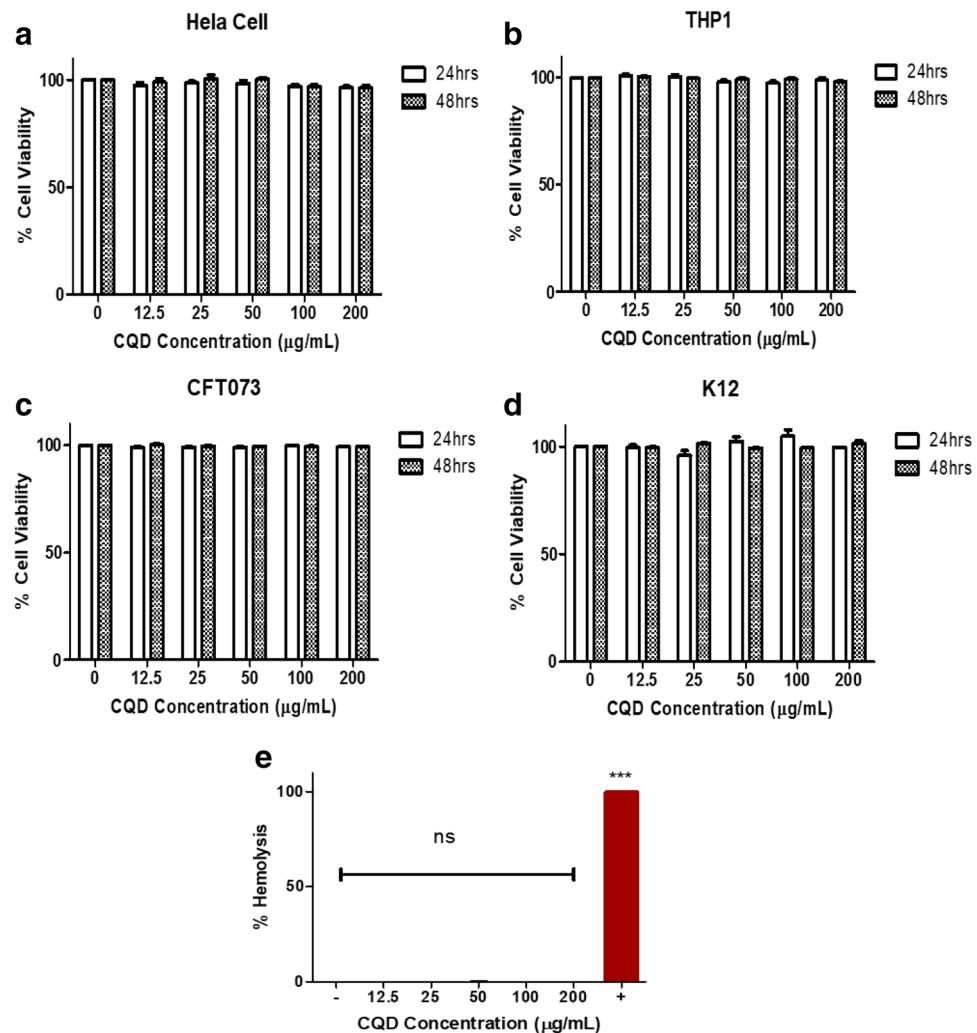 a
Hela Cell
% Cell Viability
100
50
0
24hrs
48hrs
0 12.5 25 50 100 200
CQD Concentration (μg/mL)
b
THP1
% Cell Viability
100
50
0
24hrs
48hrs
0 12.5 25 50 100 200
CQD Concentration (μg/mL)
c
CFT073
% Cell Viability
100
50
0
24hrs
48hrs
0 12.5 25 50 100 200
CQD Concentration (μg/mL)
d
K12
% Cell Viability
100
50
0
24hrs
48hrs
0 12.5 25 50 100 200
CQD Concentration (μg/mL)
e
% Hemolysis
100
50
0
ns
***
- 12.5 25 50 100 200 +
CQD Concentration (μg/mL)